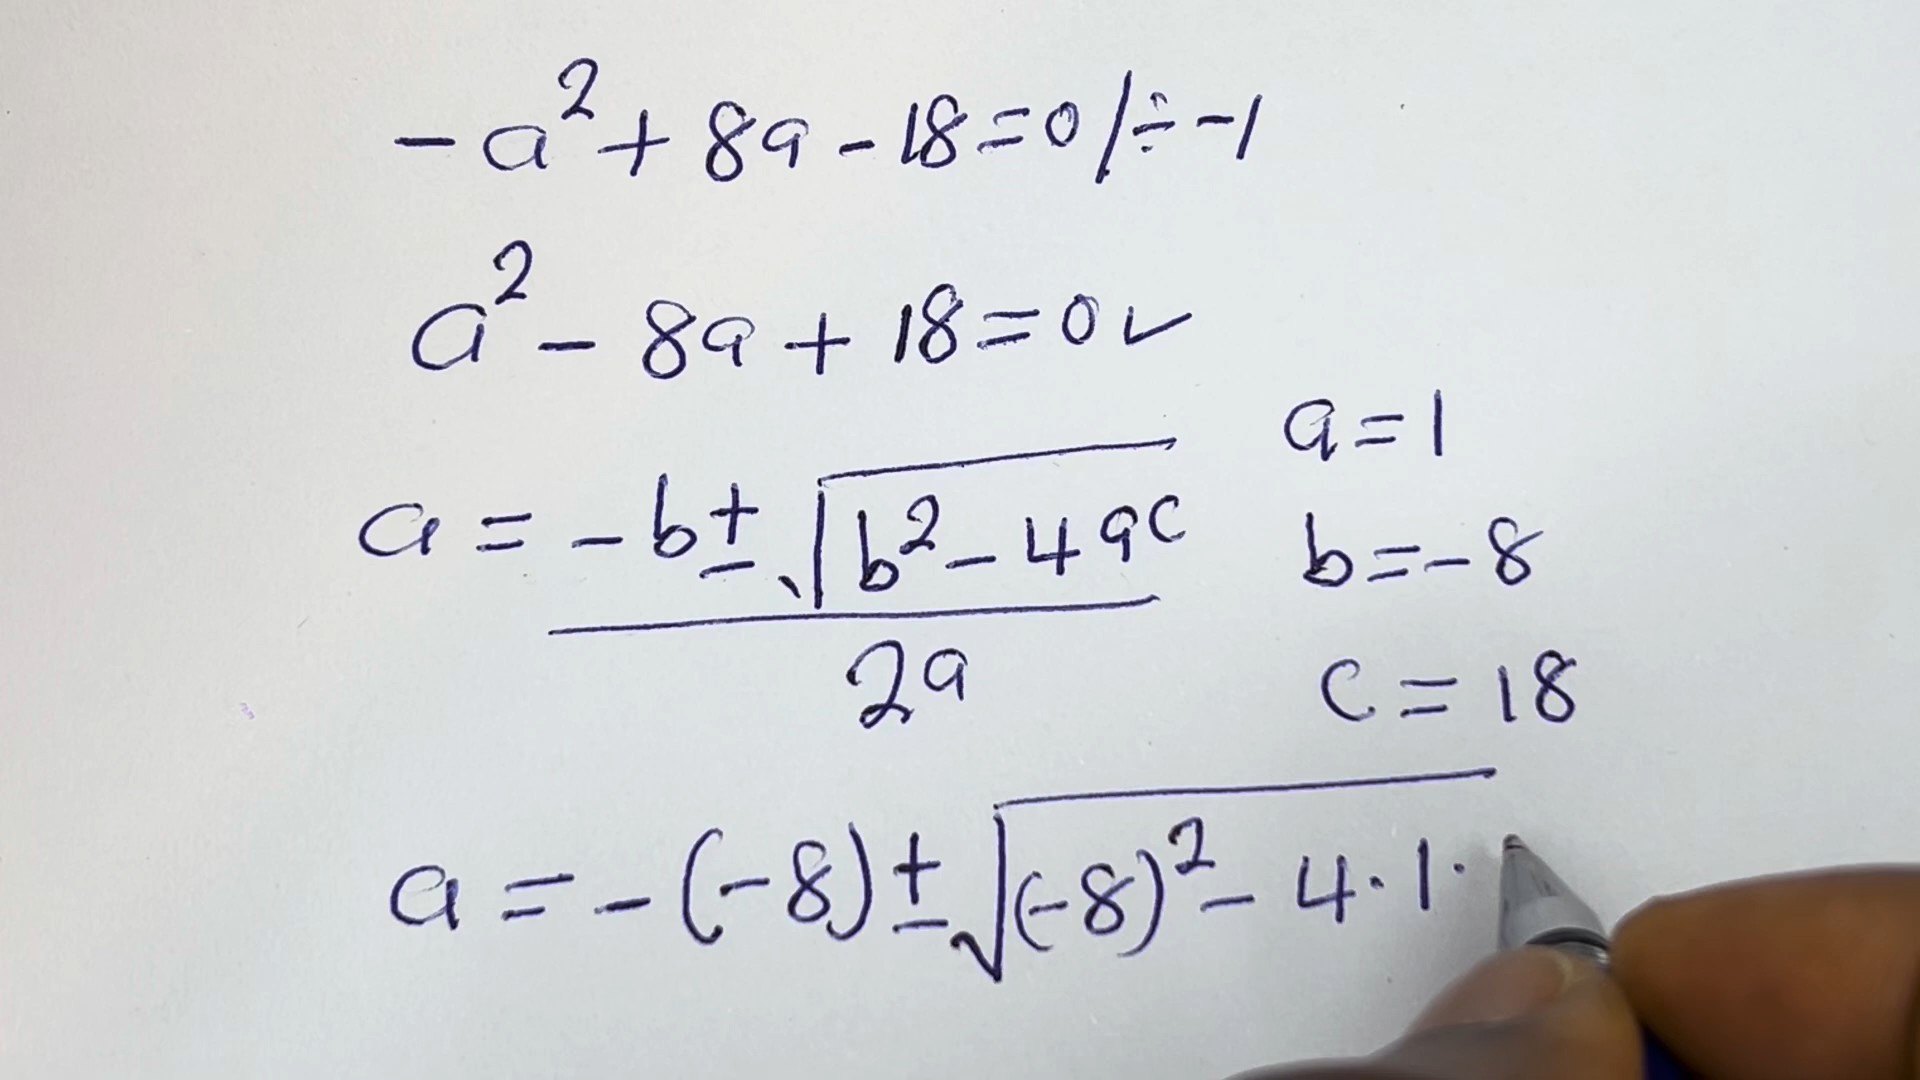 -a² + 8a - 18 = 0 / ÷ -1
a² - 8a + 18 = 0 ✓
a = 1
a = -b ± √(b² - 4ac)
b = -8
2a
c = 18
a = -(-8) ± √((-8)² - 4·1·